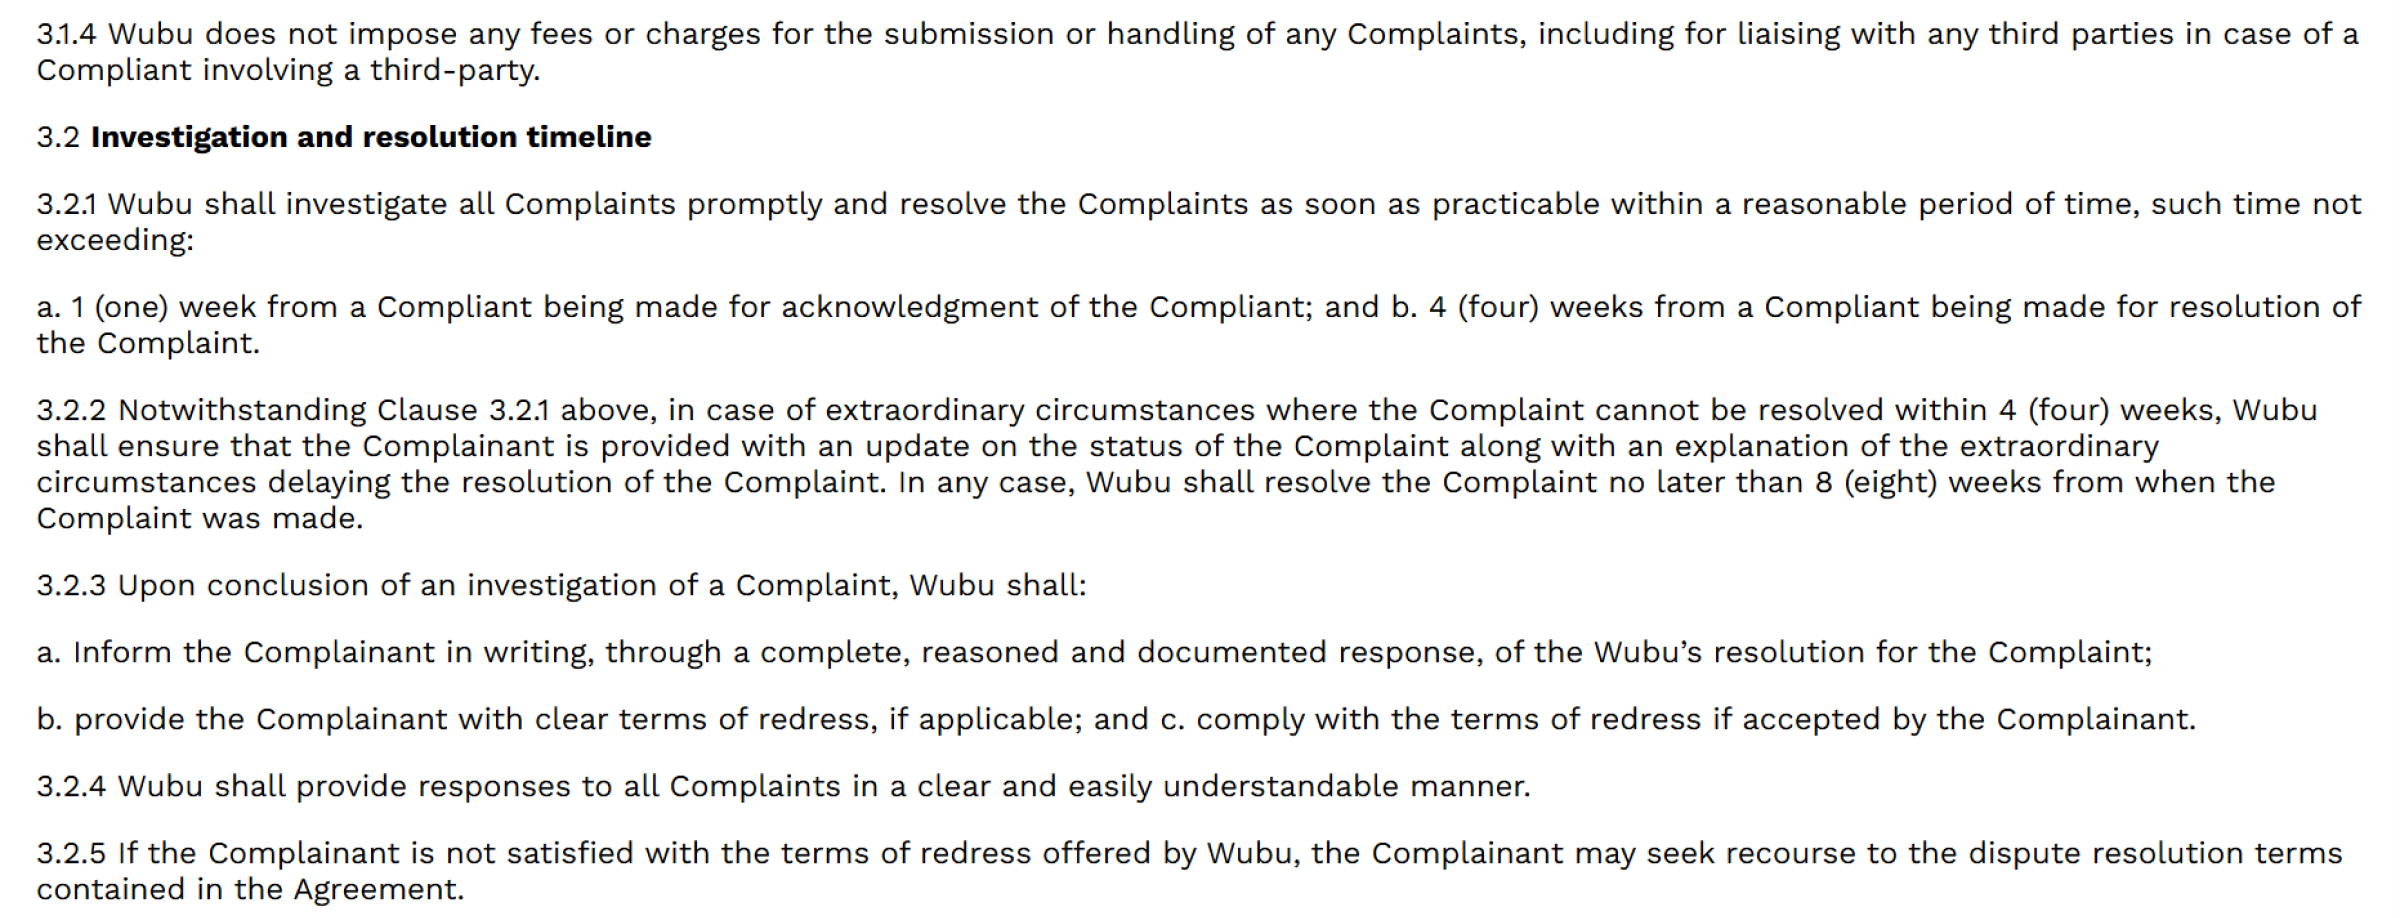 3.1.4 Wubu does not impose any fees or charges for the submission or handling of any Complaints, including for liaising with any third parties in case of a
Compliant involving a third-party.
3.2 Investigation and resolution timeline
3.2.1 Wubu shall investigate all Complaints promptly and resolve the Complaints as soon as practicable within a reasonable period of time, such time not
exceeding:
a. 1 (one) week from a Compliant being made for acknowledgment of the Compliant; and b. 4 (four) weeks from a Compliant being made for resolution of
the Complaint.
3.2.2 Notwithstanding Clause 3.2.1 above, in case of extraordinary circumstances where the Complaint cannot be resolved within 4 (four) weeks, Wubu
shall ensure that the Complainant is provided with an update on the status of the Complaint along with an explanation of the extraordinary
circumstances delaying the resolution of the Complaint. In any case, Wubu shall resolve the Complaint no later than 8 (eight) weeks from when the
Complaint was made.
3.2.3 Upon conclusion of an investigation of a Complaint, Wubu shall:
a. Inform the Complainant in writing, through a complete, reasoned and documented response, of the Wubu’s resolution for the Complaint;
b. provide the Complainant with clear terms of redress, if applicable; and c. comply with the terms of redress if accepted by the Complainant.
3.2.4 Wubu shall provide responses to all Complaints in a clear and easily understandable manner.
3.2.5 If the Complainant is not satisfied with the terms of redress offered by Wubu, the Complainant may seek recourse to the dispute resolution terms
contained in the Agreement.